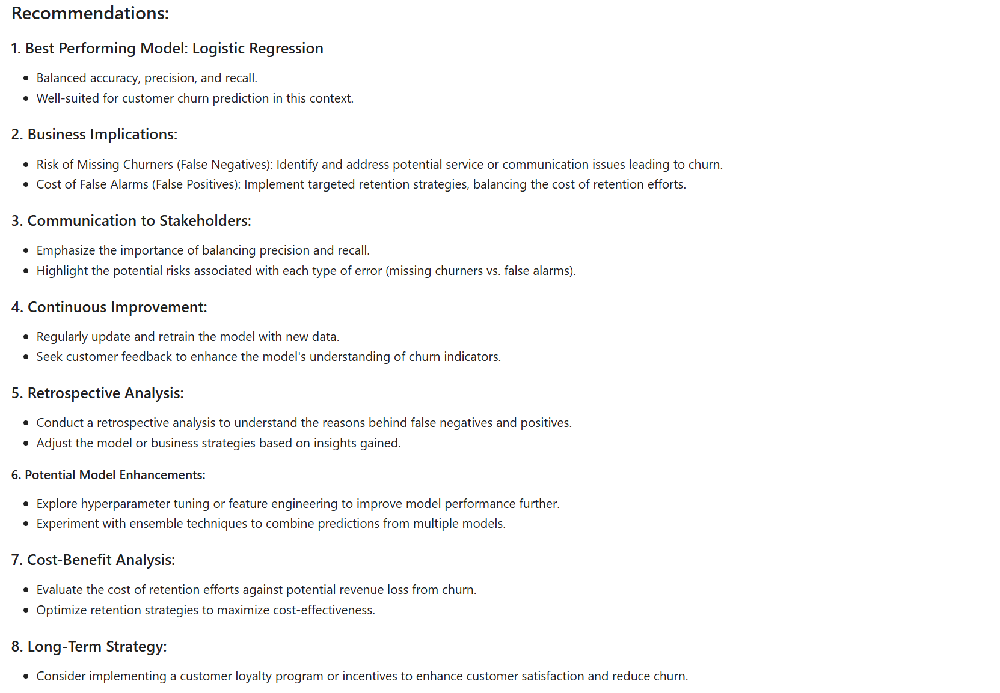 Recommendations:
1. Best Performing Model: Logistic Regression
• Balanced accuracy, precision, and recall.
• Well-suited for customer churn prediction in this context.
2. Business Implications:
• Risk of Missing Churners (False Negatives): Identify and address potential service or communication issues leading to churn.
• Cost of False Alarms (False Positives): Implement targeted retention strategies, balancing the cost of retention efforts.
3. Communication to Stakeholders:
• Emphasize the importance of balancing precision and recall.
• Highlight the potential risks associated with each type of error (missing churners vs. false alarms).
4. Continuous Improvement:
• Regularly update and retrain the model with new data.
• Seek customer feedback to enhance the model's understanding of churn indicators.
5. Retrospective Analysis:
• Conduct a retrospective analysis to understand the reasons behind false negatives and positives.
• Adjust the model or business strategies based on insights gained.
6. Potential Model Enhancements:
• Explore hyperparameter tuning or feature engineering to improve model performance further.
• Experiment with ensemble techniques to combine predictions from multiple models.
7. Cost-Benefit Analysis:
• Evaluate the cost of retention efforts against potential revenue loss from churn.
• Optimize retention strategies to maximize cost-effectiveness.
8. Long-Term Strategy:
• Consider implementing a customer loyalty program or incentives to enhance customer satisfaction and reduce churn.